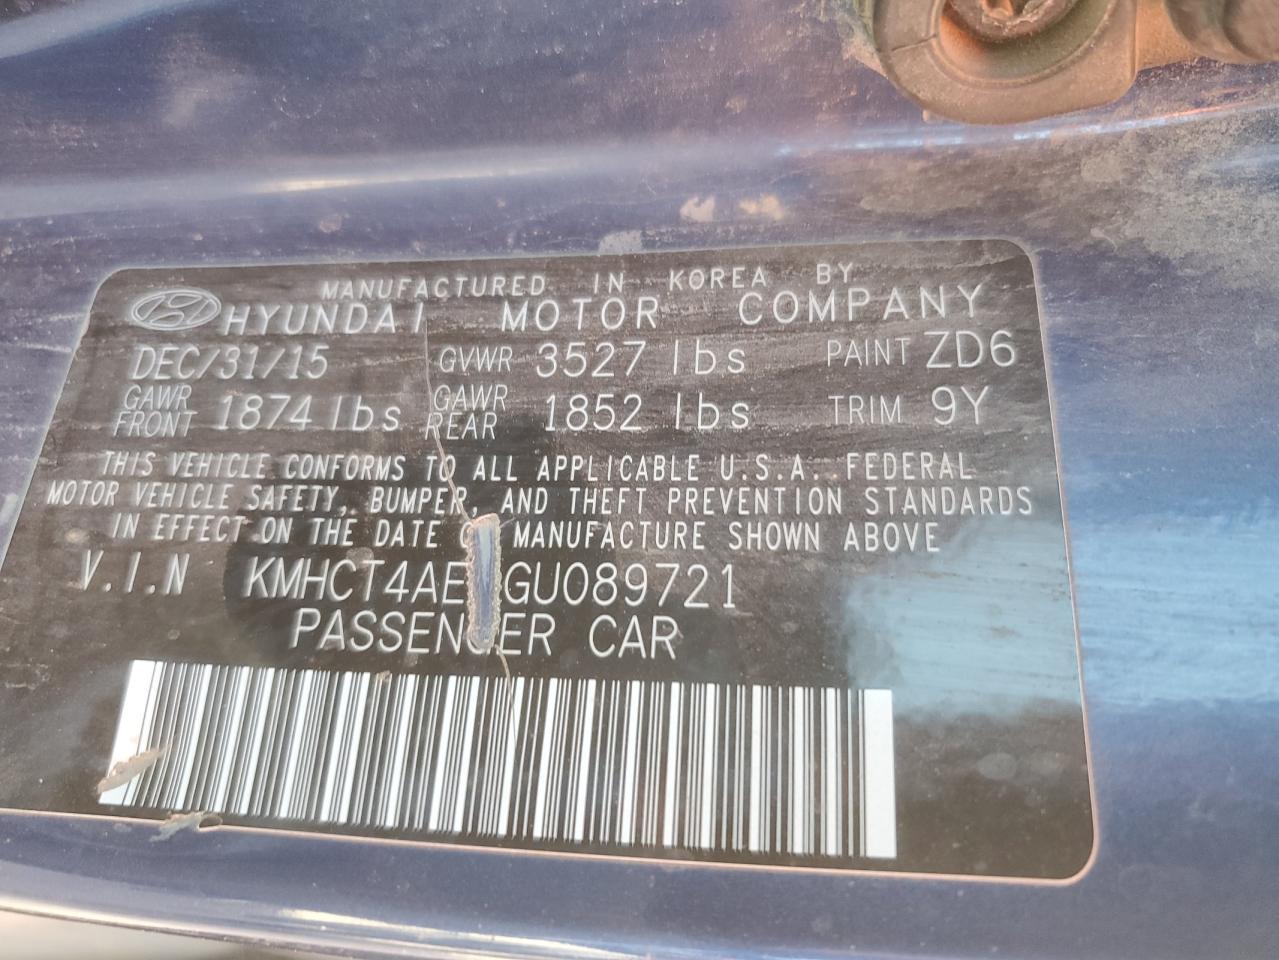 MANUFACTURED IN KOREA BY
HYUNDAI MOTOR COMPANY
DEC/31/15 GVWR 3527 lbs PAINT ZD6
GAWR FRONT 1874 lbs GAWR REAR 1852 lbs TRIM 9Y
THIS VEHICLE CONFORMS TO ALL APPLICABLE U.S.A. FEDERAL
MOTOR VEHICLE SAFETY, BUMPER, AND THEFT PREVENTION STANDARDS
IN EFFECT ON THE DATE OF MANUFACTURE SHOWN ABOVE
V.I.N KMHCT4AE GU089721
PASSENGER CAR